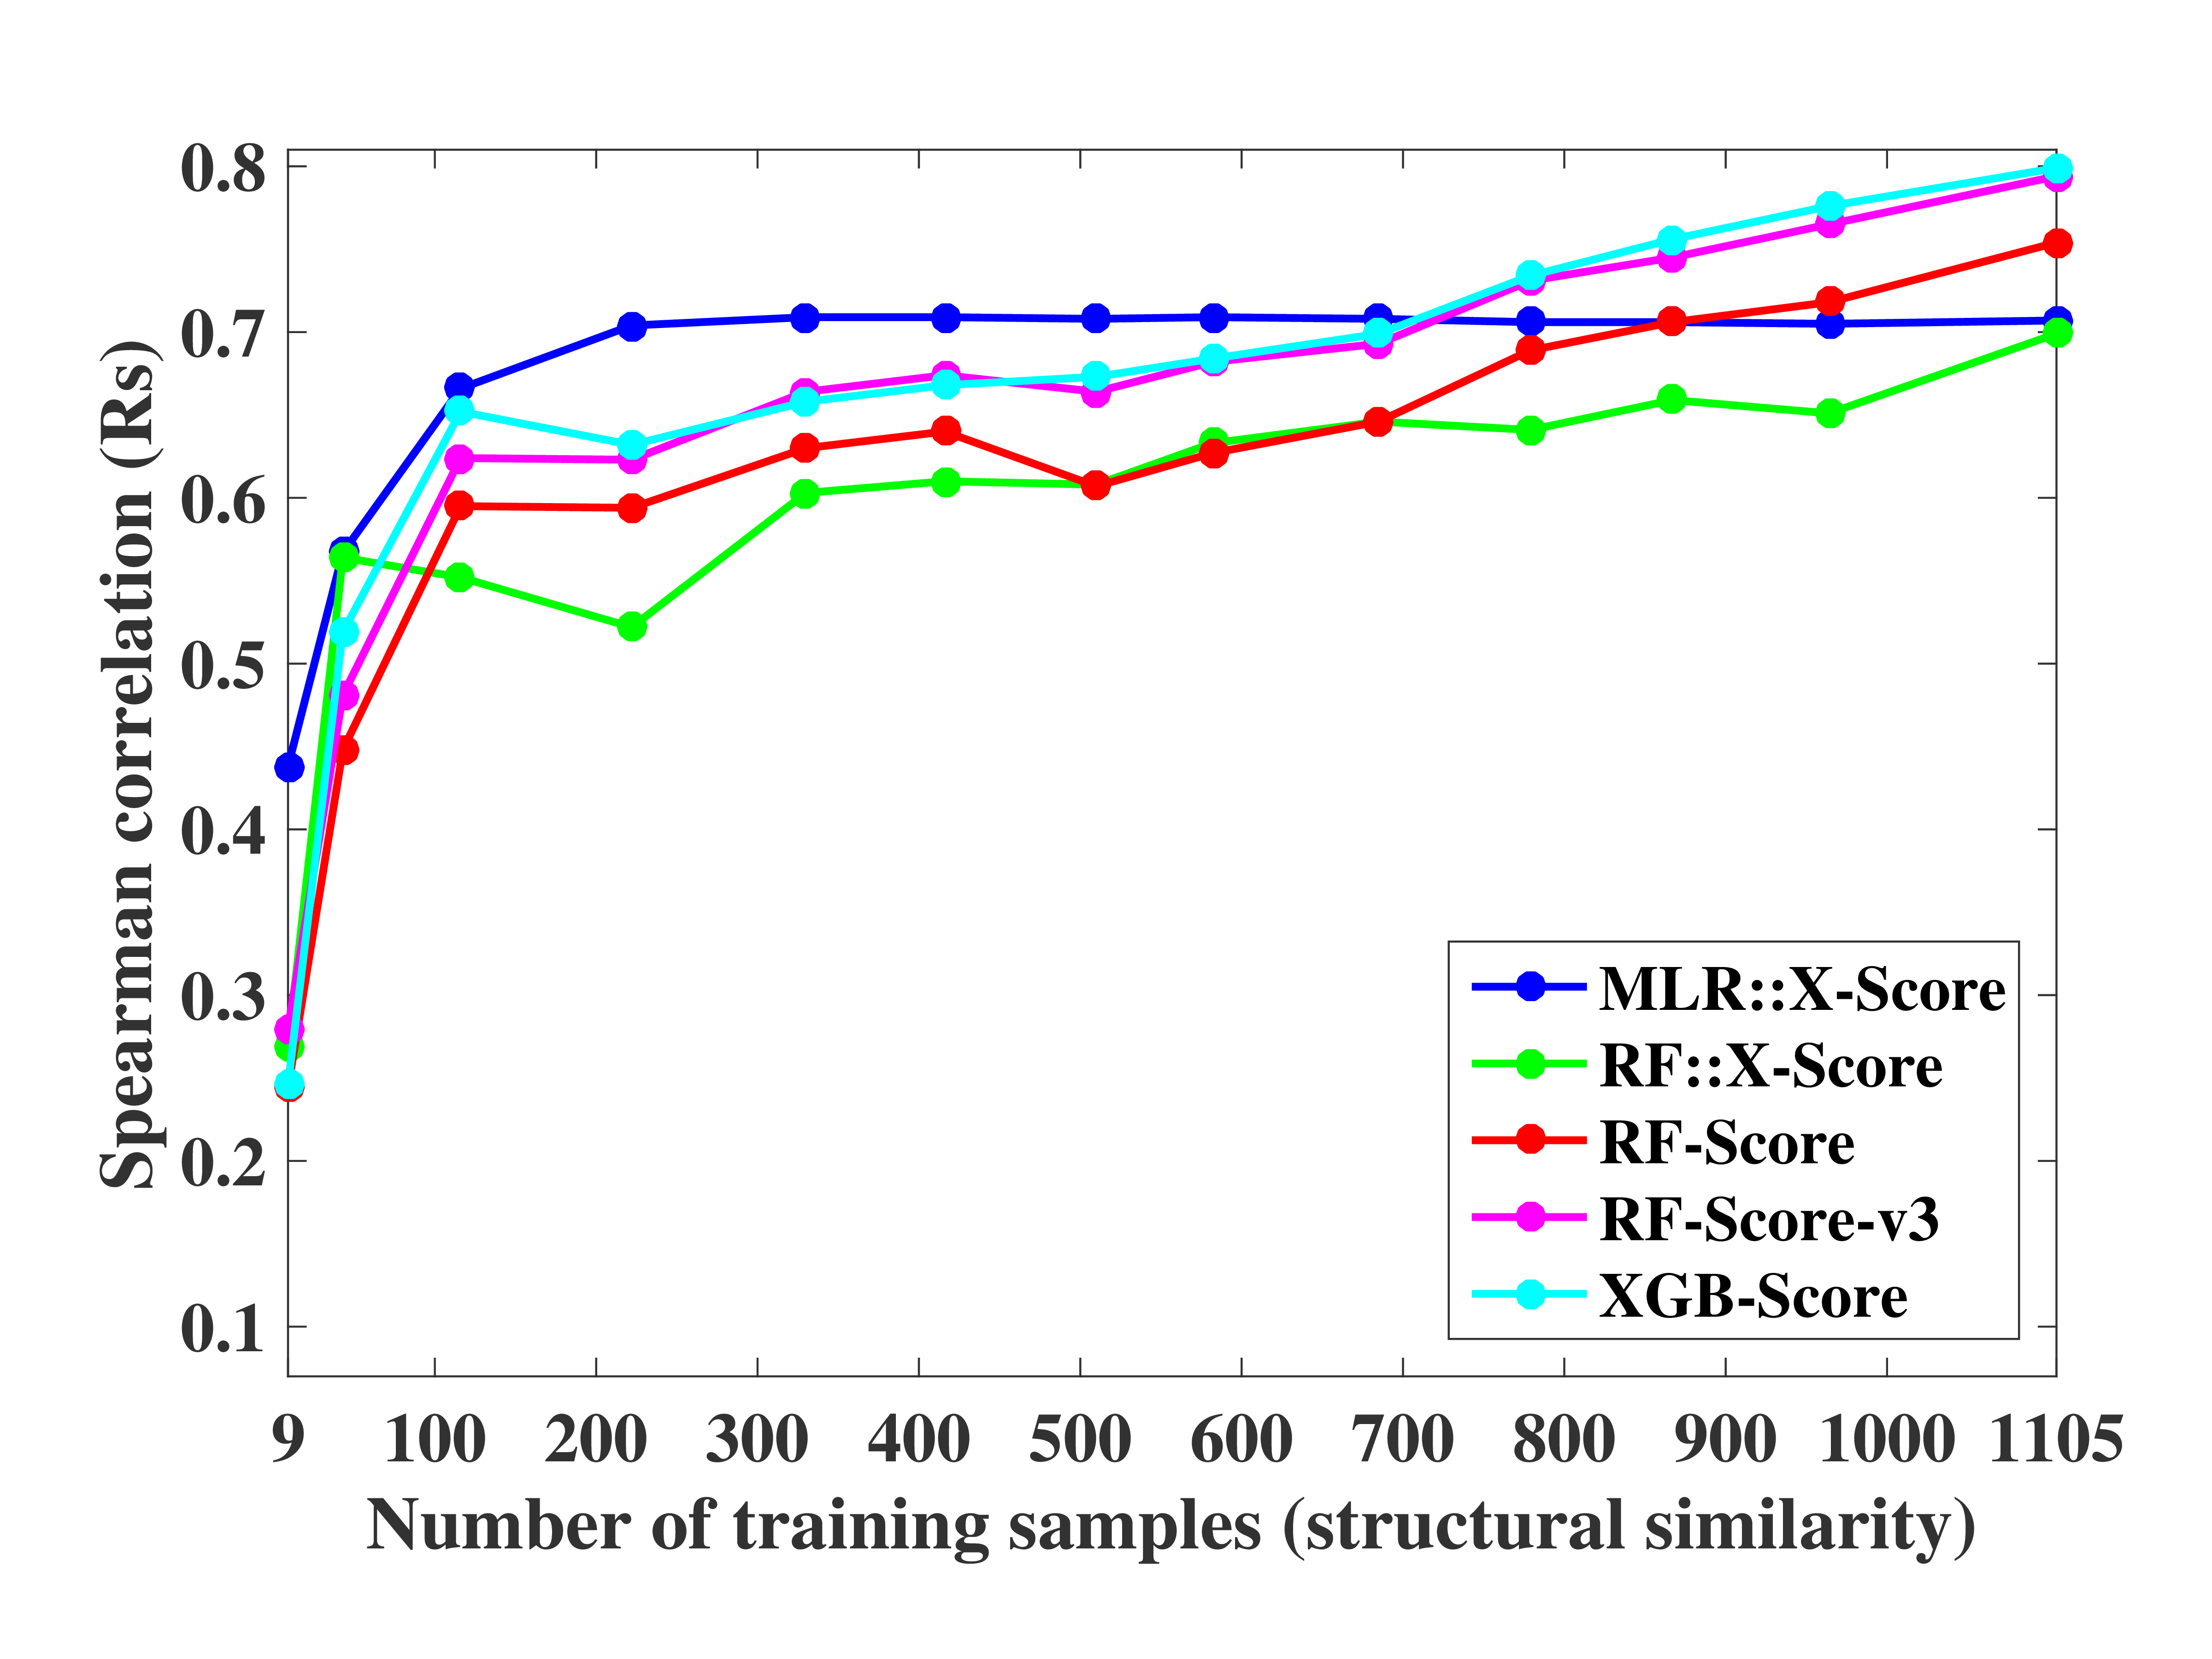 0.8
0.7
0.6
0.5
0.4
0.3
0.2
0.1
Spearman correlation (Rs)
MLR::X-Score
RF::X-Score
RF-Score
RF-Score-v3
XGB-Score
9 100 200 300 400 500 600 700 800 900 1000 1105
Number of training samples (structural similarity)